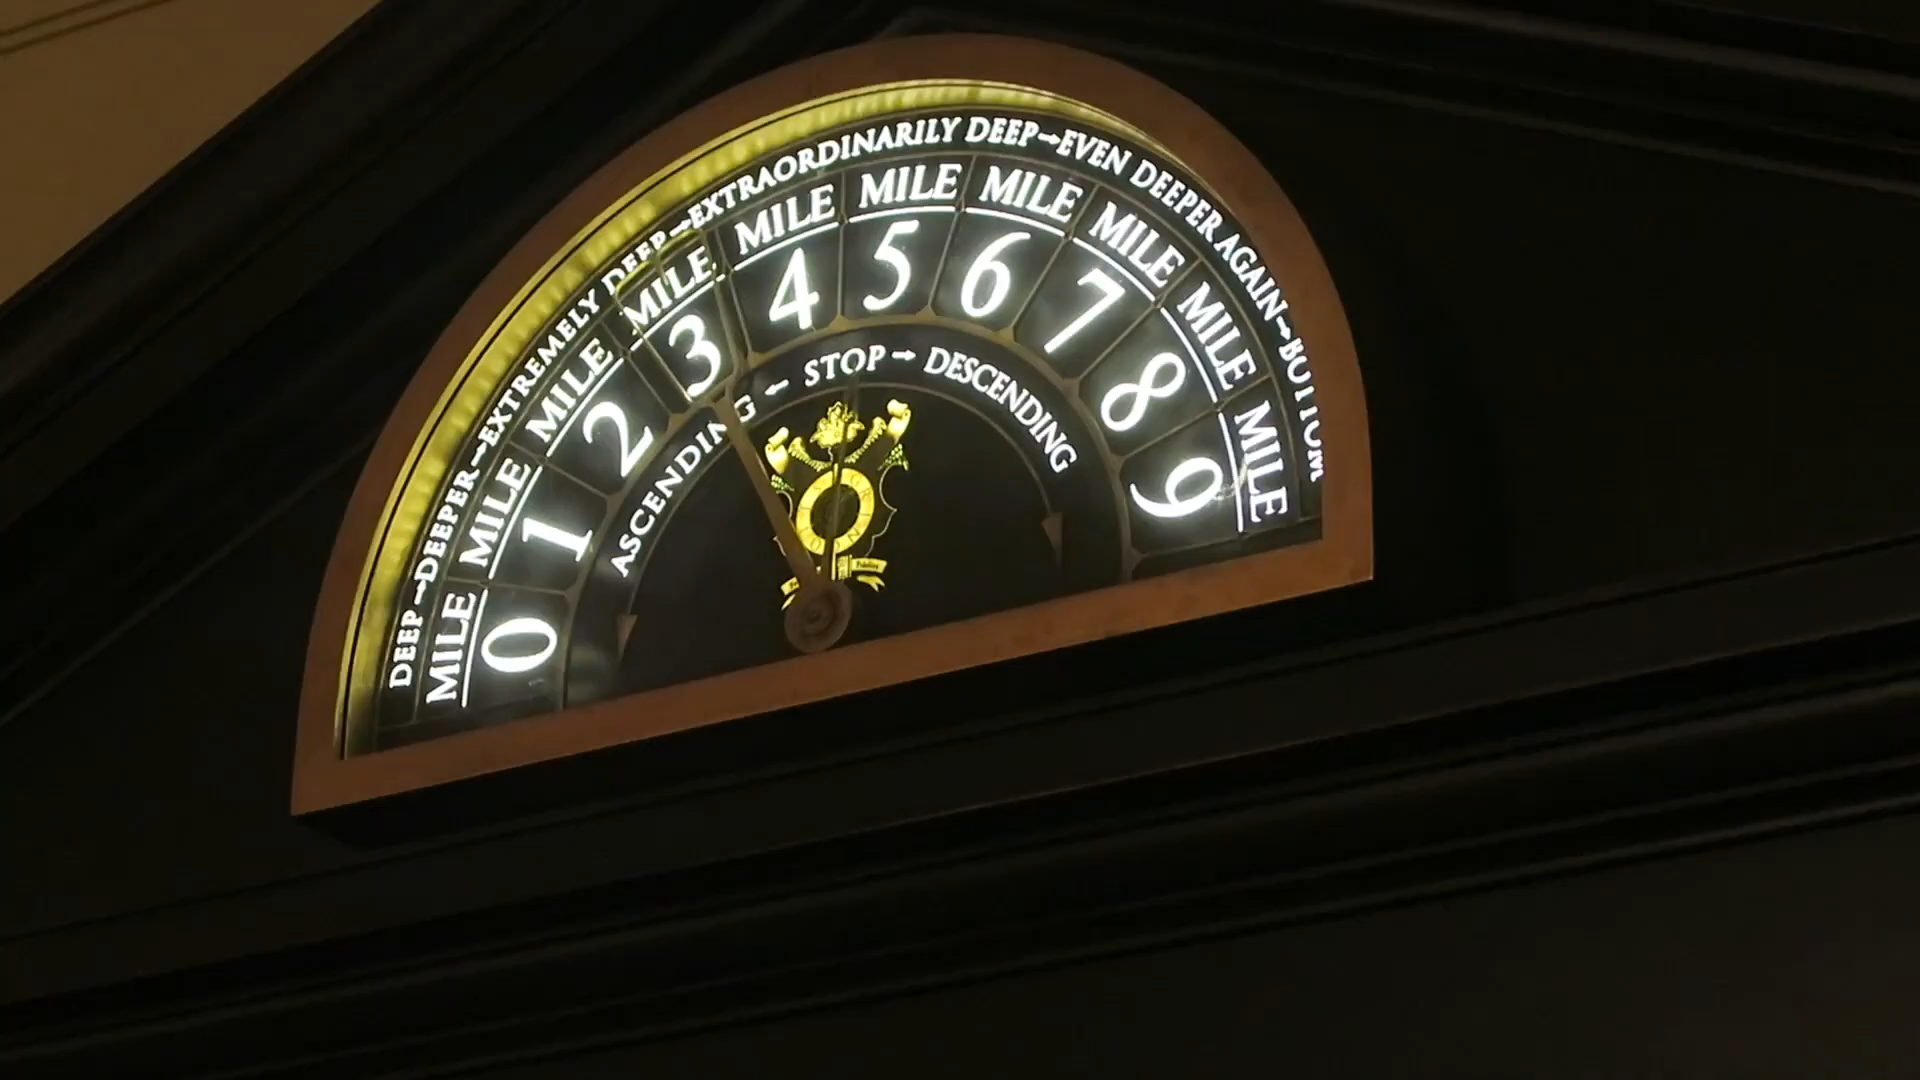 DEEP→DEEPER→EXTREMELY DEEP→EXTRAORDINARILY DEEP→EVEN DEEPER AGAIN→BOTTOM
MILE MILE MILE MILE MILE MILE MILE MILE MILE MILE
0 1 2 3 4 5 6 7 8 9
ASCENDING ← STOP → DESCENDING
Fidelity